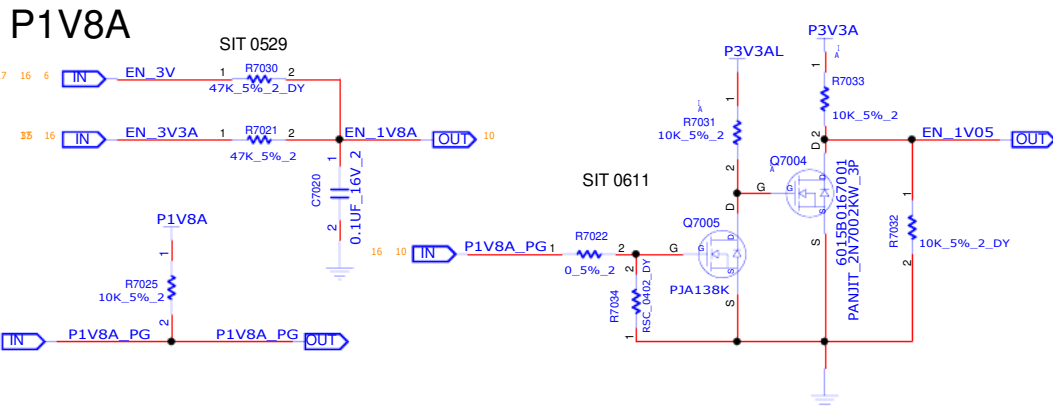 P1V8A
SIT 0529
17 16 6 IN EN_3V 1 R7030 2
47K_5%_2_DY
16 IN EN_3V3A 1 R7021 2 EN_1V8A OUT 10
47K_5%_2
1
C7020
0.1UF_16V_2
2
P1V8A
1
R7025
10K_5%_2
2
IN P1V8A_PG P1V8A_PG OUT
SIT 0611
16 10 IN P1V8A_PG 1 R7022 2 G
0_5%_2
2
R7034
RSC_0402_DY
1
P3V3AL
1
I
A
R7031
10K_5%_2
2
D
Q7005
G
D
S
PJA138K
S
P3V3A
I
A
1
R7033
10K_5%_2
D 2
D
EN_1V05 OUT
Q7004
A
G
G
D
S
6015B0167001
PANJIT_2N7002KW_3P
S
1
R7032
10K_5%_2_DY
2